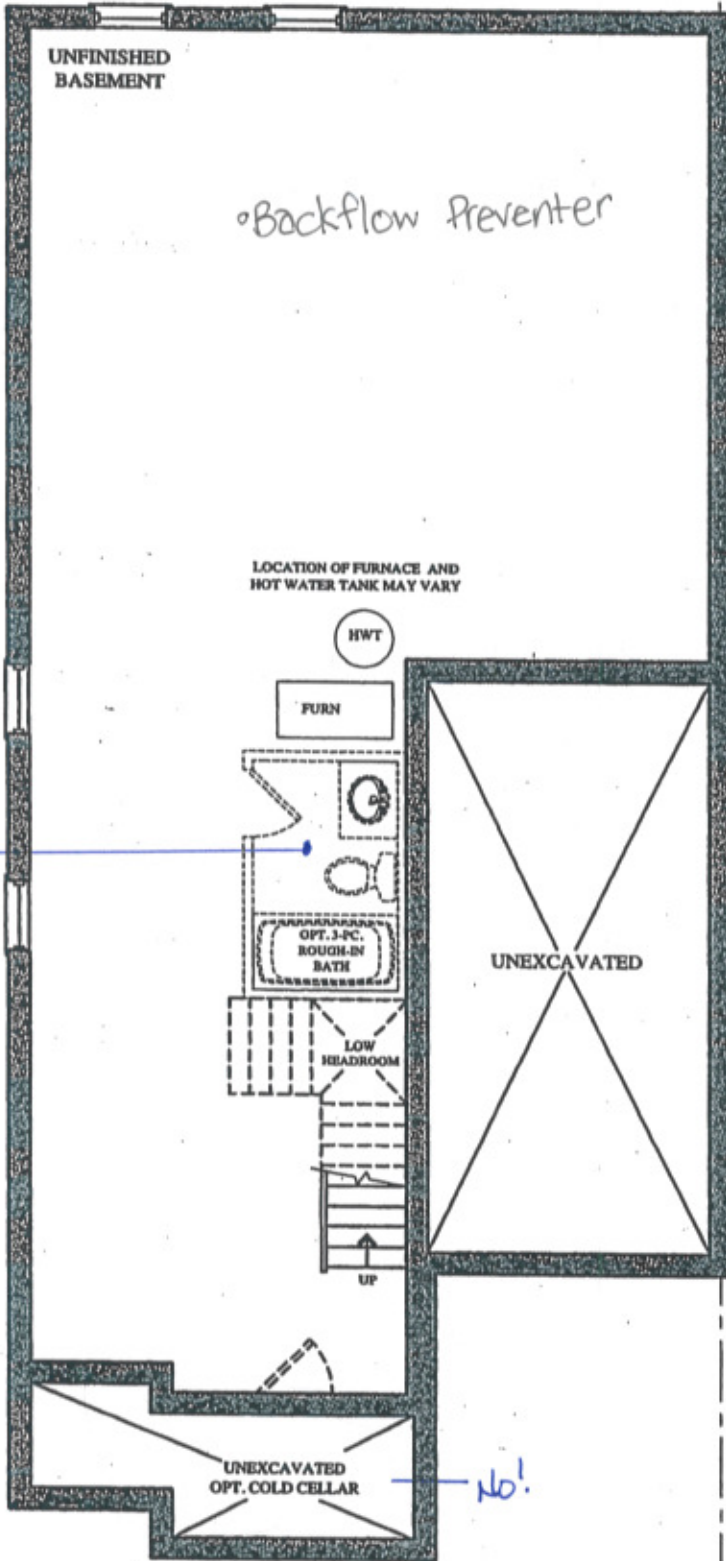 UNFINISHED
BASEMENT
•Backflow Preventer
LOCATION OF FURNACE AND
HOT WATER TANK MAY VARY
HWT
FURN
OPT. 3-PC.
ROUGH-IN
BATH
UNEXCAVATED
LOW
HEADROOM
UP
UNEXCAVATED
OPT. COLD CELLAR
No!